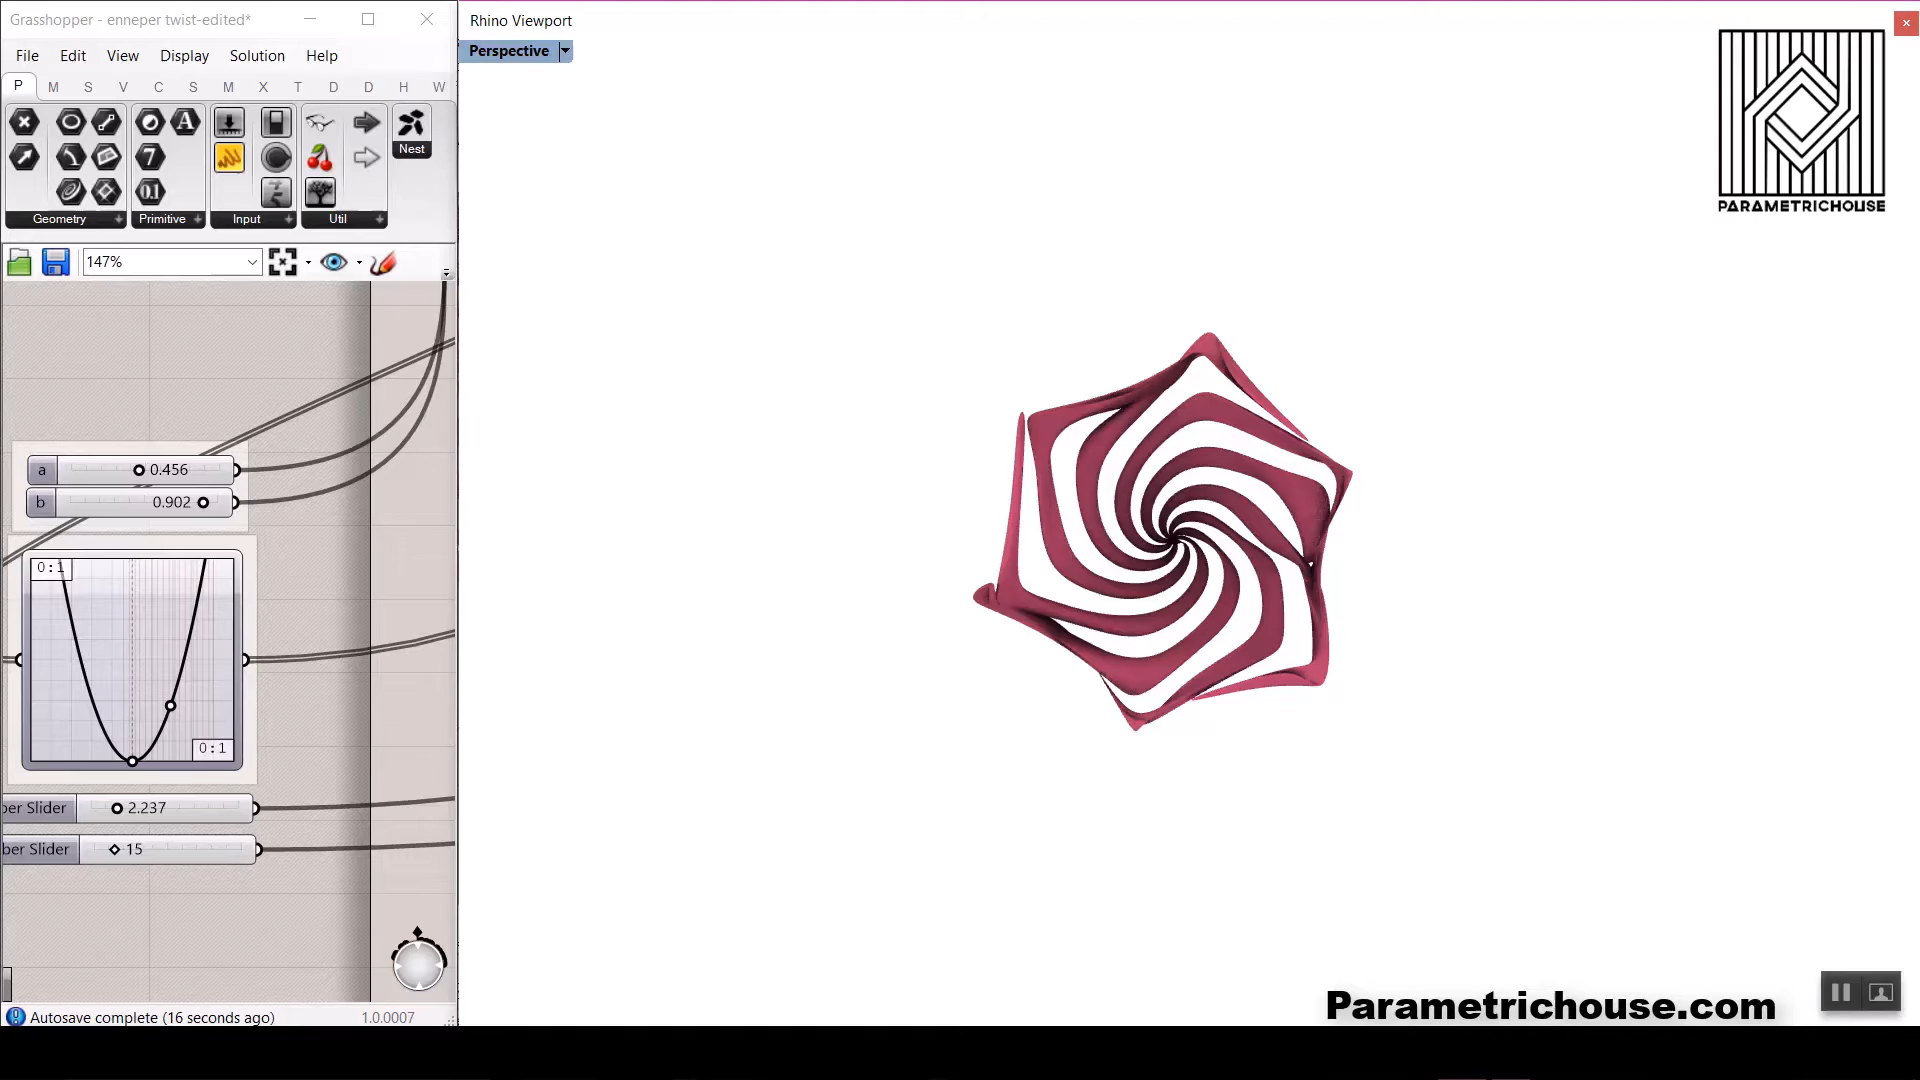 Grasshopper - enneper twist-edited*
File Edit View Display Solution Help
P M S V C S M X T D D H W
Nest
Geometry Primitive Input Util
147%
a 0.456
b 0.902
0:1
0:1
per Slider 2.237
ber Slider 15
Autosave complete (16 seconds ago) 1.0.0007
Rhino Viewport
Perspective
PARAMETRICHOUSE
Parametrichouse.com